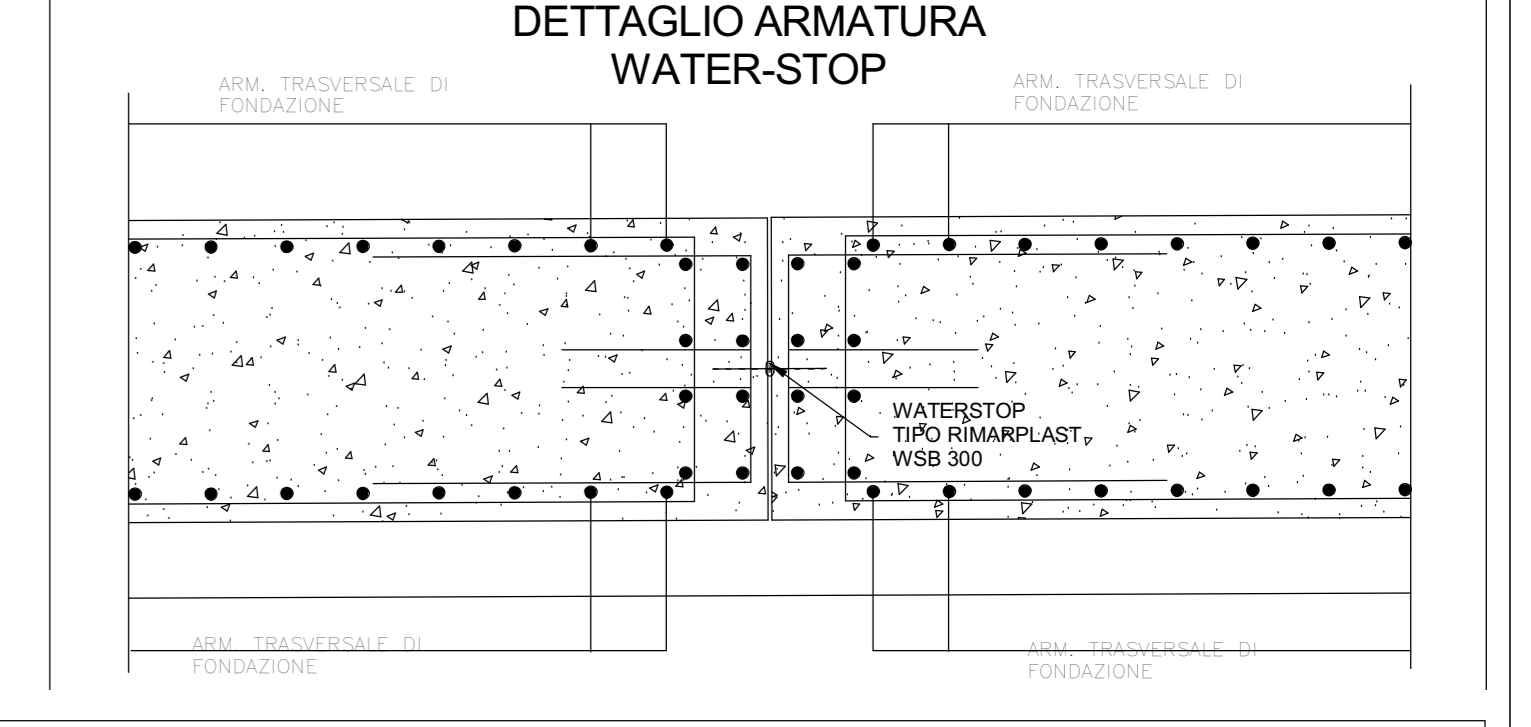 DETTAGLIO ARMATURA
WATER-STOP
ARM. TRASVERSALE DI
FONDAZIONE
ARM. TRASVERSALE DI
FONDAZIONE
WATERSTOP
TIPO RIMARPLAST
WSB 300
ARM. TRASVERSALE DI
FONDAZIONE
ARM. TRASVERSALE DI
FONDAZIONE